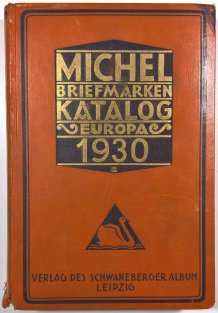 MICHEL
BRIEFMARKEN
KATALOG
EUROPA
1930
VERLAG DES SCHWANEBERGER ALBUM
LEIPZIG